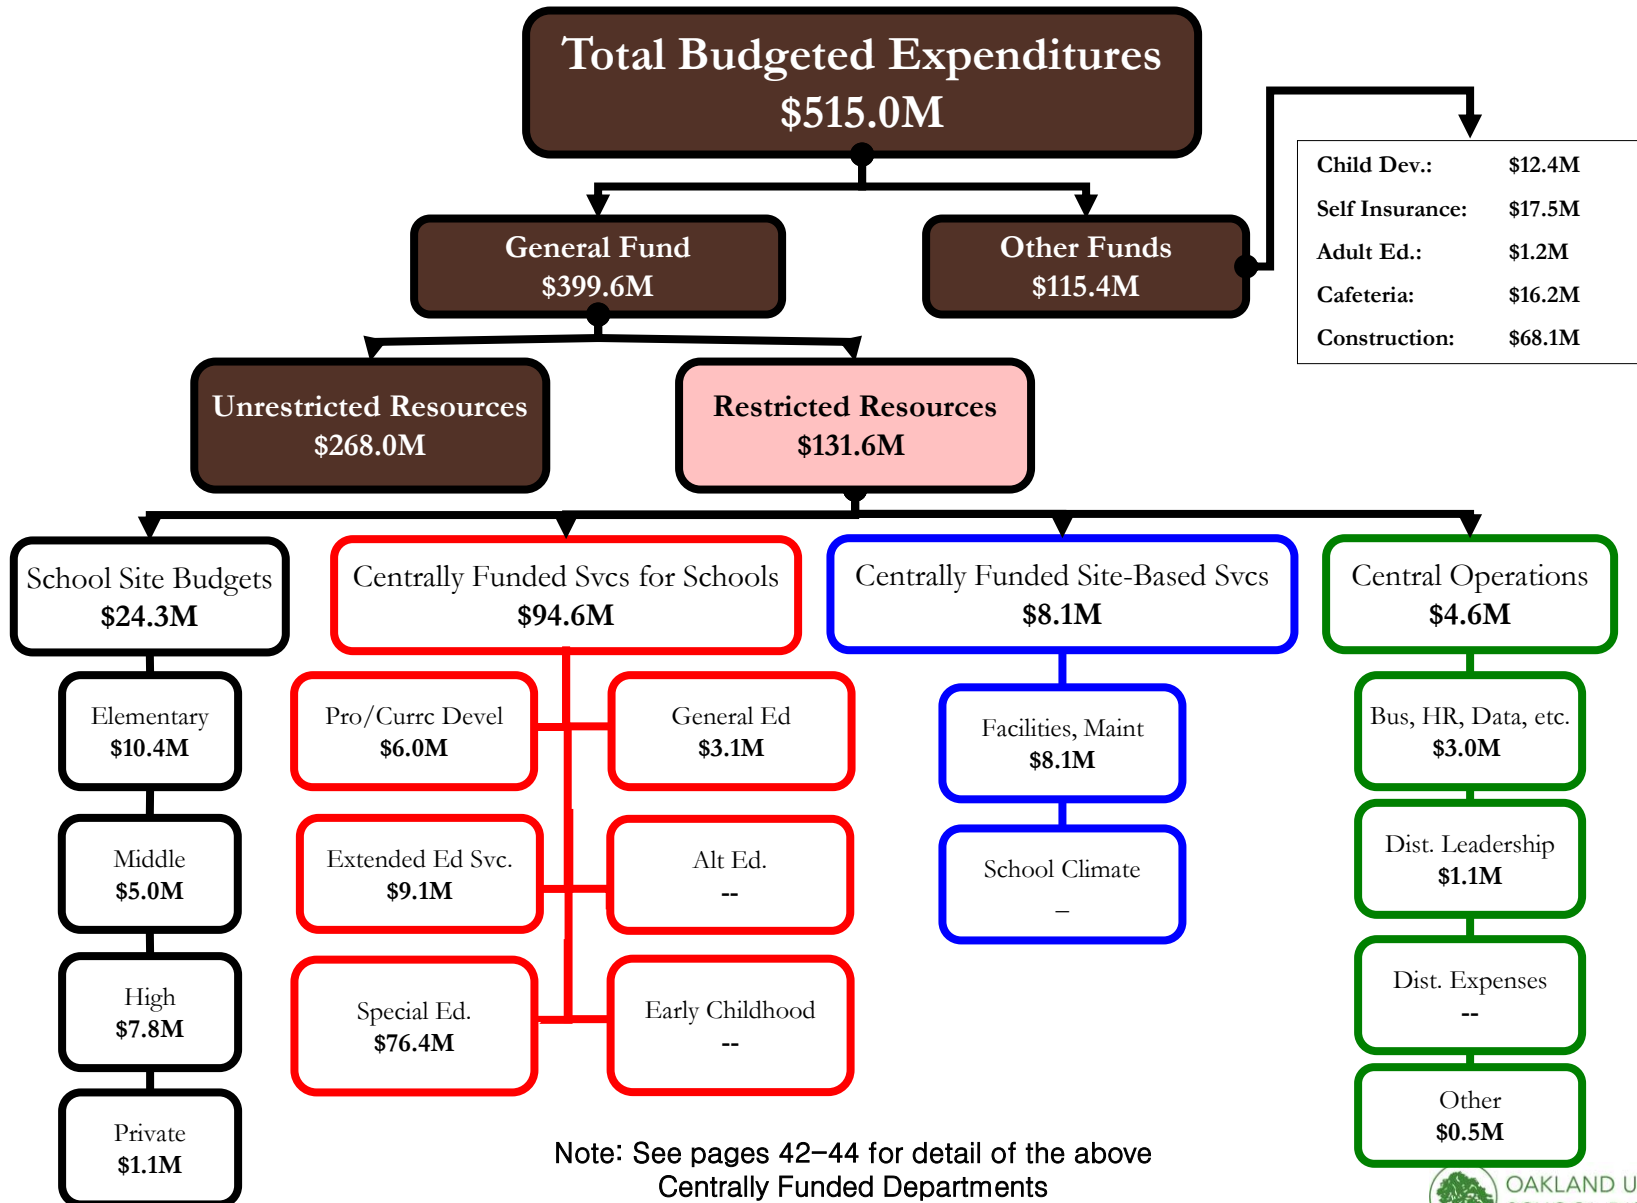 Total Budgeted Expenditures
$515.0M
General Fund
$399.6M
Other Funds
$115.4M
Child Dev.: $12.4M
Self Insurance: $17.5M
Adult Ed.: $1.2M
Cafeteria: $16.2M
Construction: $68.1M
Unrestricted Resources
$268.0M
Restricted Resources
$131.6M
School Site Budgets
$24.3M
Centrally Funded Svcs for Schools
$94.6M
Centrally Funded Site-Based Svcs
$8.1M
Central Operations
$4.6M
Elementary
$10.4M
Middle
$5.0M
High
$7.8M
Private
$1.1M
Pro/Currc Devel
$6.0M
General Ed
$3.1M
Extended Ed Svc.
$9.1M
Alt Ed.
--
Special Ed.
$76.4M
Early Childhood
--
Facilities, Maint
$8.1M
School Climate
–
Bus, HR, Data, etc.
$3.0M
Dist. Leadership
$1.1M
Dist. Expenses
--
Other
$0.5M
Note: See pages 42–44 for detail of the above
Centrally Funded Departments
OAKLAND U